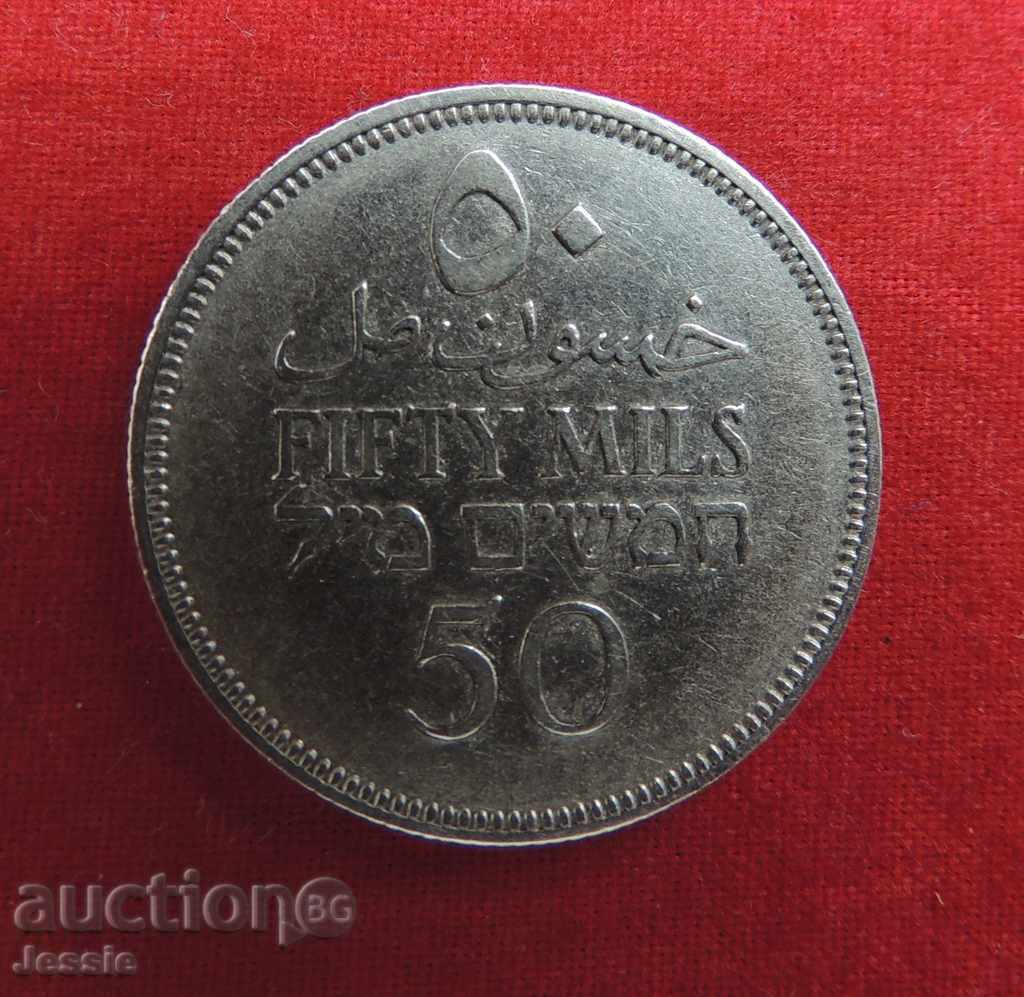 ٥٠
خمسون مل
FIFTY MILS
חמשים מיל
50
auctionBG
Jessie